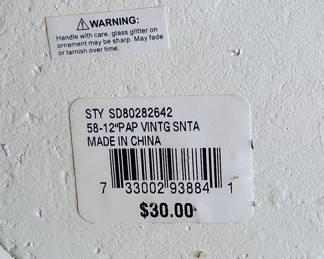 WARNING:
Handle with care, glass glitter on
ornament may be sharp. May fade
or tarnish over time.
STY SD80282642
58-12"PAP VINTG SNTA
MADE IN CHINA
7 33002 93884 1
$30.00